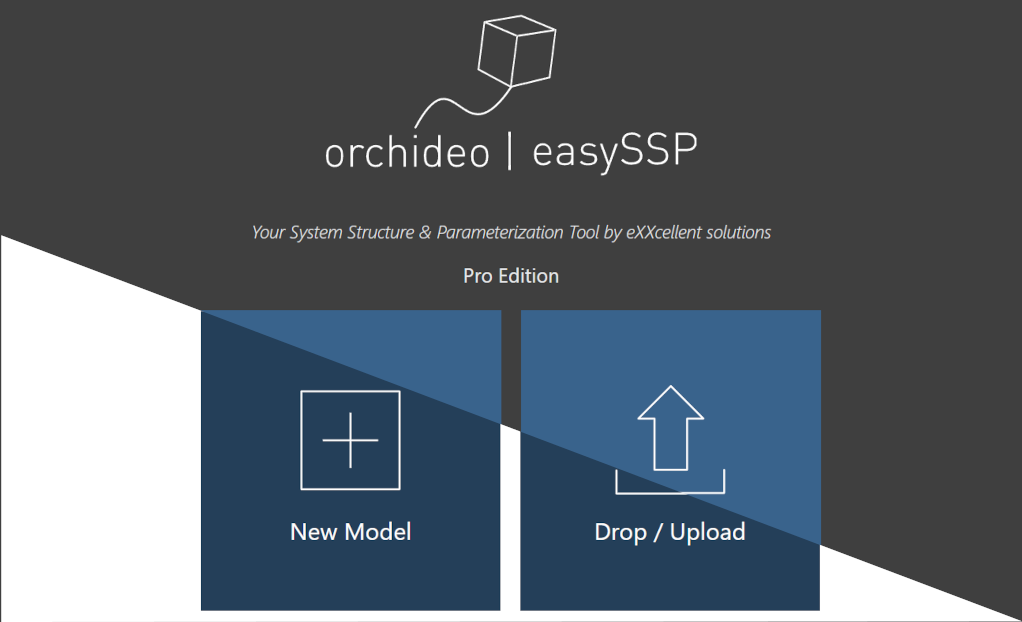 orchideo | easySSP
Your System Structure & Parameterization Tool by eXXcellent solutions
Pro Edition
New Model
Drop / Upload